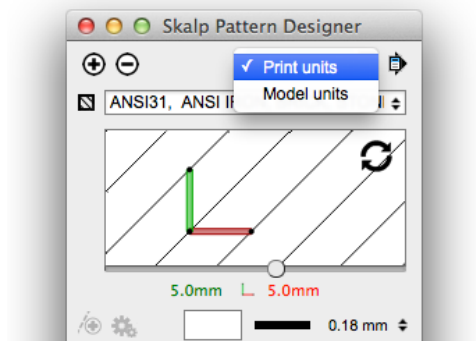 Skalp Pattern Designer
✓ Print units
Model units
ANSI31, ANSI I
5.0mm 5.0mm
0.18 mm